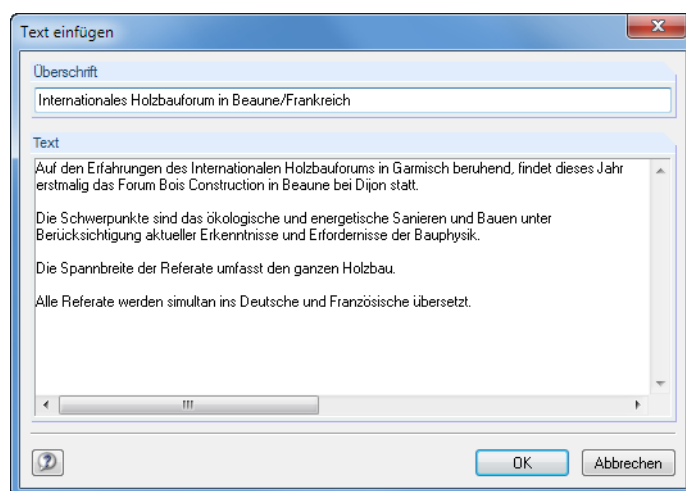 Text einfügen
Überschrift
Internationales Holzbauforum in Beaune/Frankreich
Text
Auf den Erfahrungen des Internationalen Holzbauforums in Garmisch beruhend, findet dieses Jahr
erstmalig das Forum Bois Construction in Beaune bei Dijon statt.
Die Schwerpunkte sind das ökologische und energetische Sanieren und Bauen unter
Berücksichtigung aktueller Erkenntnisse und Erfordernisse der Bauphysik.
Die Spannbreite der Referate umfasst den ganzen Holzbau.
Alle Referate werden simultan ins Deutsche und Französische übersetzt.
OK
Abbrechen